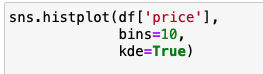 sns.histplot(df['price'],
             bins=10,
             kde=True)